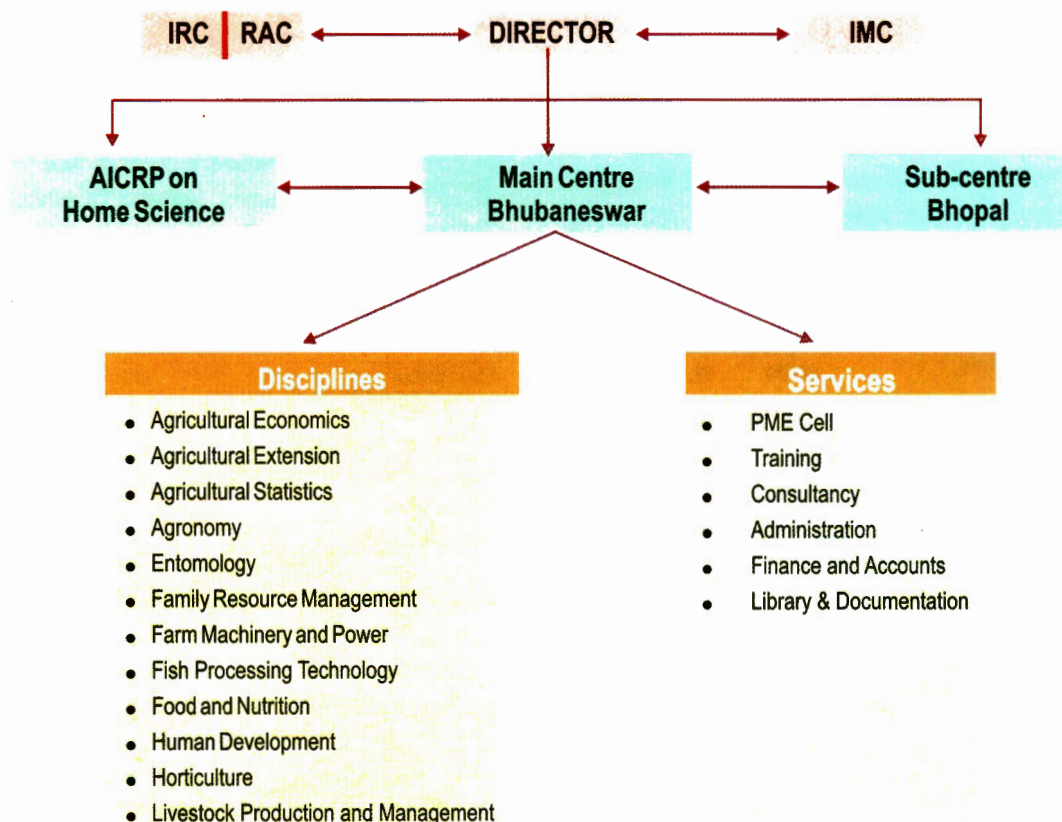 IRC RAC DIRECTOR IMC
AICRP on
Home Science
Main Centre
Bhubaneswar
Sub-centre
Bhopal
Disciplines
• Agricultural Economics
• Agricultural Extension
• Agricultural Statistics
• Agronomy
• Entomology
• Family Resource Management
• Farm Machinery and Power
• Fish Processing Technology
• Food and Nutrition
• Human Development
• Horticulture
• Livestock Production and Management
Services
• PME Cell
• Training
• Consultancy
• Administration
• Finance and Accounts
• Library & Documentation